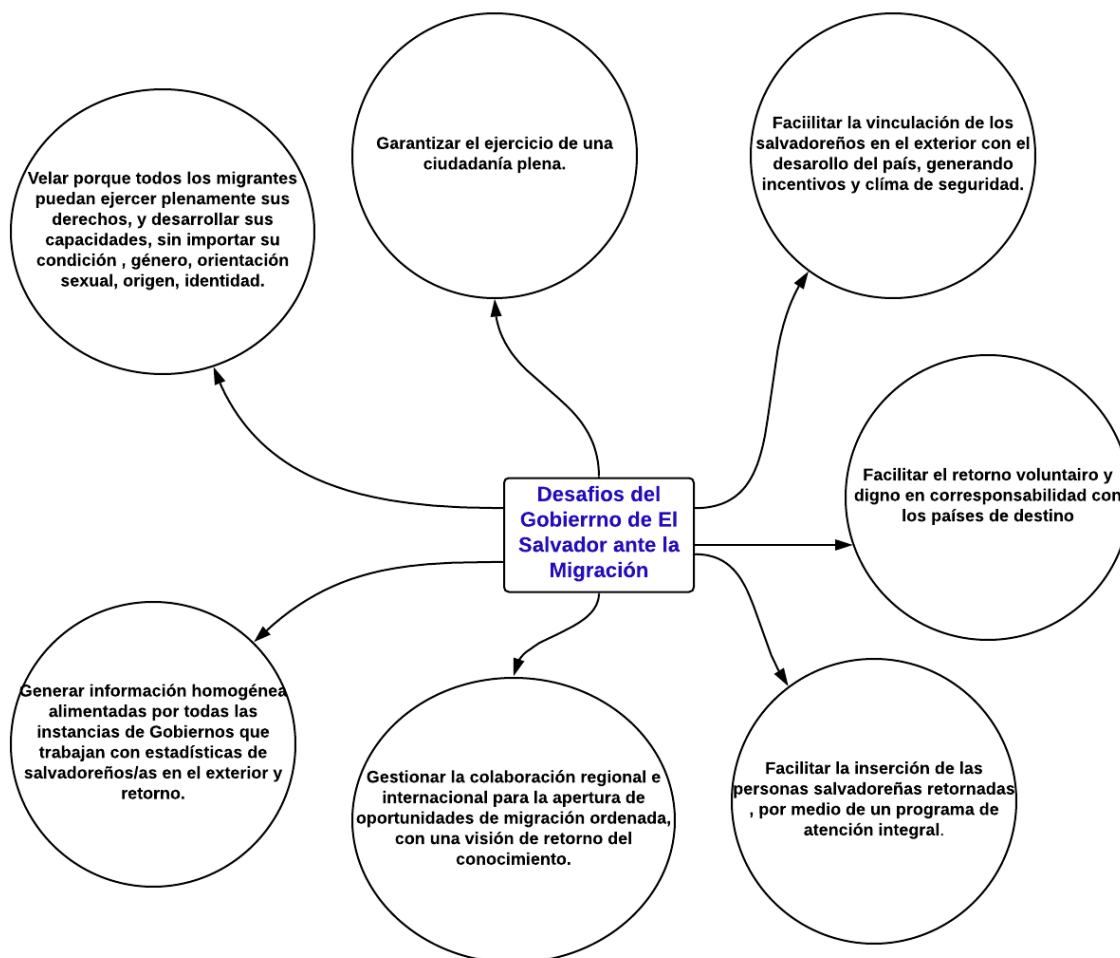 Garantizar el ejercicio de una
ciudadanía plena.
Faciilitar la vinculación de los
salvadoreños en el exterior con el
desarollo del país, generando
incentivos y clíma de seguridad.
Velar porque todos los migrantes
puedan ejercer plenamente sus
derechos, y desarrollar sus
capacidades, sin importar su
condición , género, orientación
sexual, origen, identidad.
Facilitar el retorno voluntairo y
digno en corresponsabilidad con
los países de destino
Desafios del
Gobierrno de El
Salvador ante la
Migración
Generar información homogénea
alimentadas por todas las
instancias de Gobiernos que
trabajan con estadísticas de
salvadoreños/as en el exterior y
retorno.
Gestionar la colaboración regional e
internacional para la apertura de
oportunidades de migración ordenada,
con una visión de retorno del
conocimiento.
Facilitar la inserción de las
personas salvadoreñas retornadas
, por medio de un programa de
atención integral.